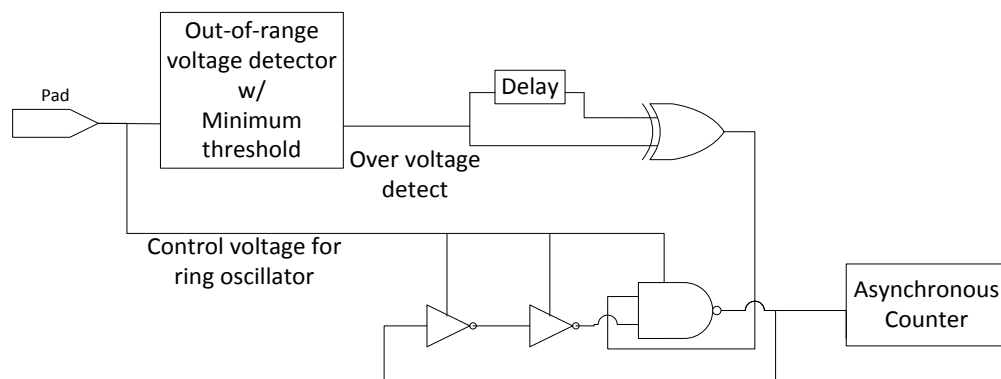 Out-of-range
voltage detector
w/
Minimum
threshold
Pad
Delay
Over voltage
detect
Control voltage for
ring oscillator
Asynchronous
Counter